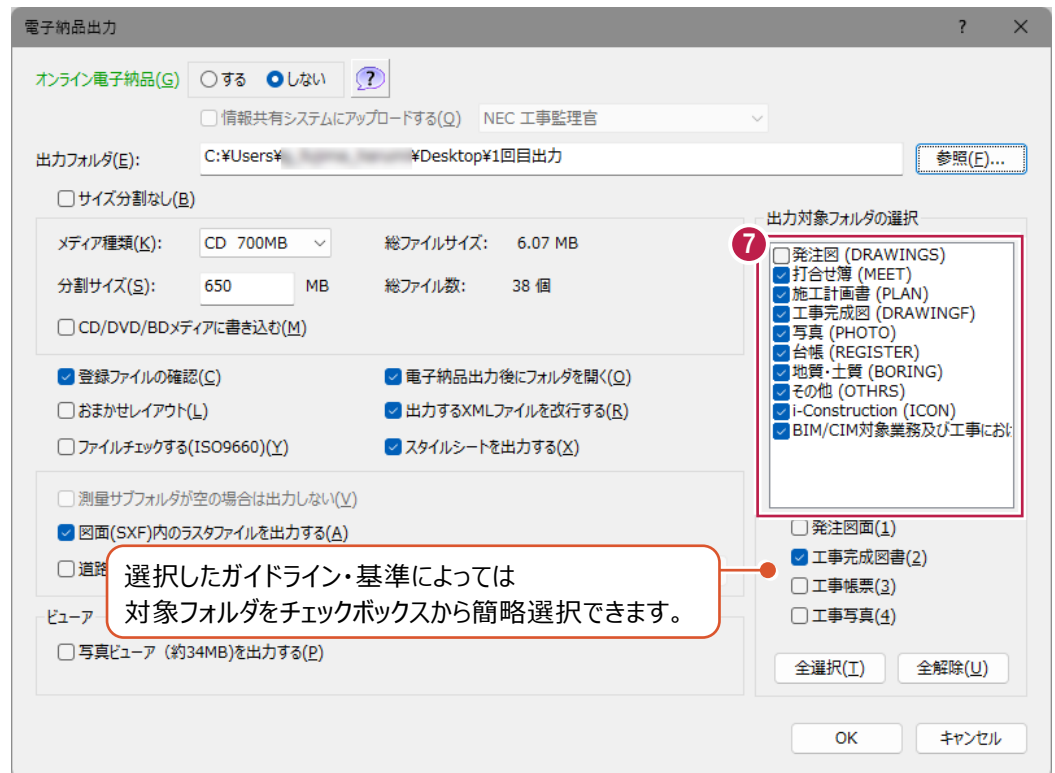 電子納品出力
オンライン電子納品(G) する しない
情報共有システムにアップロードする(Q) NEC 工事監理官
出力フォルダ(E): C:¥Users¥ ¥Desktop¥1回目出力 参照(F)...
サイズ分割なし(B)
メディア種類(K): CD 700MB 総ファイルサイズ: 6.07 MB
分割サイズ(S): 650 MB 総ファイル数: 38 個
CD/DVD/BDメディアに書き込む(M)
登録ファイルの確認(C) 電子納品出力後にフォルダを開く(O)
おまかせレイアウト(L) 出力するXMLファイルを改行する(R)
ファイルチェックする(ISO9660)(Y) スタイルシートを出力する(X)
測量サブフォルダが空の場合は出力しない(V)
図面(SXF)内のラスタファイルを出力する(A)
道路
選択したガイドライン・基準によっては
対象フォルダをチェックボックスから簡略選択できます。
ビューア
写真ビューア (約34MB)を出力する(P)
出力対象フォルダの選択
7
発注図 (DRAWINGS)
打合せ簿 (MEET)
施工計画書 (PLAN)
工事完成図 (DRAWINGF)
写真 (PHOTO)
台帳 (REGISTER)
地質・土質 (BORING)
その他 (OTHRS)
i-Construction (ICON)
BIM/CIM対象業務及び工事にお
発注図面(1)
工事完成図書(2)
工事帳票(3)
工事写真(4)
全選択(T) 全解除(U)
OK キャンセル